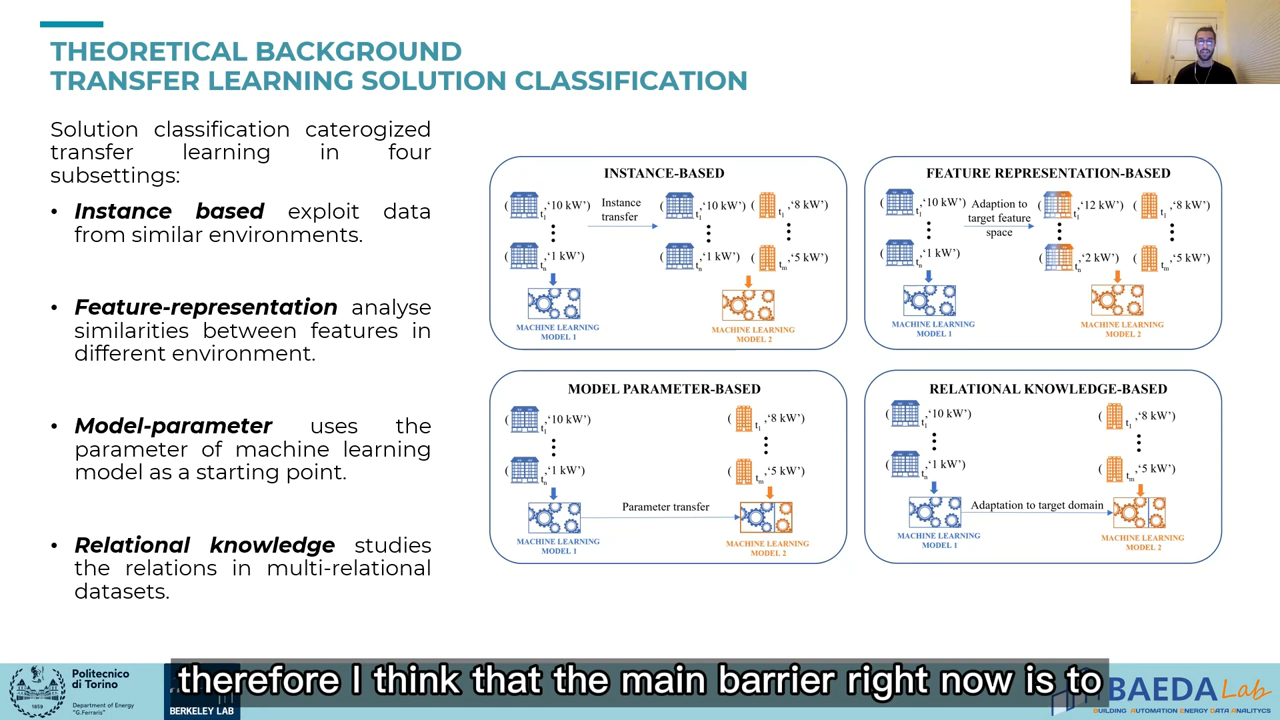 THEORETICAL BACKGROUND
TRANSFER LEARNING SOLUTION CLASSIFICATION
Solution classification caterogized
transfer learning in four
subsettings:
• Instance based exploit data
from similar environments.
• Feature-representation analyse
similarities between features in
different environment.
• Model-parameter uses the
parameter of machine learning
model as a starting point.
• Relational knowledge studies
the relations in multi-relational
datasets.
INSTANCE-BASED
( t1,‘10 kW’)
Instance
transfer
( t1,‘10 kW’) ( t1,‘8 kW’)
( tn,‘1 kW’)
( tn,‘1 kW’) ( tm,‘5 kW’)
MACHINE LEARNING
MODEL 1
MACHINE LEARNING
MODEL 2
FEATURE REPRESENTATION-BASED
( t1,‘10 kW’)
Adaption to
target feature
space
( t1,‘12 kW’) ( t1,‘8 kW’)
( tn,‘1 kW’)
( tn,‘2 kW’) ( tm,‘5 kW’)
MACHINE LEARNING
MODEL 1
MACHINE LEARNING
MODEL 2
MODEL PARAMETER-BASED
( t1,‘10 kW’)
( t1,‘8 kW’)
( tn,‘1 kW’)
( tm,‘5 kW’)
Parameter transfer
MACHINE LEARNING
MODEL 1
MACHINE LEARNING
MODEL 2
RELATIONAL KNOWLEDGE-BASED
( t1,‘10 kW’)
( t1,‘8 kW’)
( tn,‘1 kW’)
( tm,‘5 kW’)
Adaptation to target domain
MACHINE LEARNING
MODEL 1
MACHINE LEARNING
MODEL 2
therefore I think that the main barrier right now is to
Politecnico
di Torino
Department of Energy
"G.Ferraris"
1859
BERKELEY LAB
BAEDA Lab
BUILDING AUTOMATION ENERGY DATA ANALITYCS